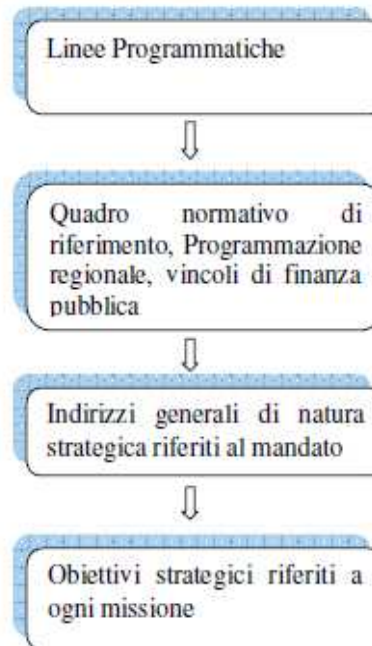 Linee Programmatiche
Quadro normativo di
riferimento, Programmazione
regionale, vincoli di finanza
pubblica
Indirizzi generali di natura
strategica riferiti al mandato
Obiettivi strategici riferiti a
ogni missione